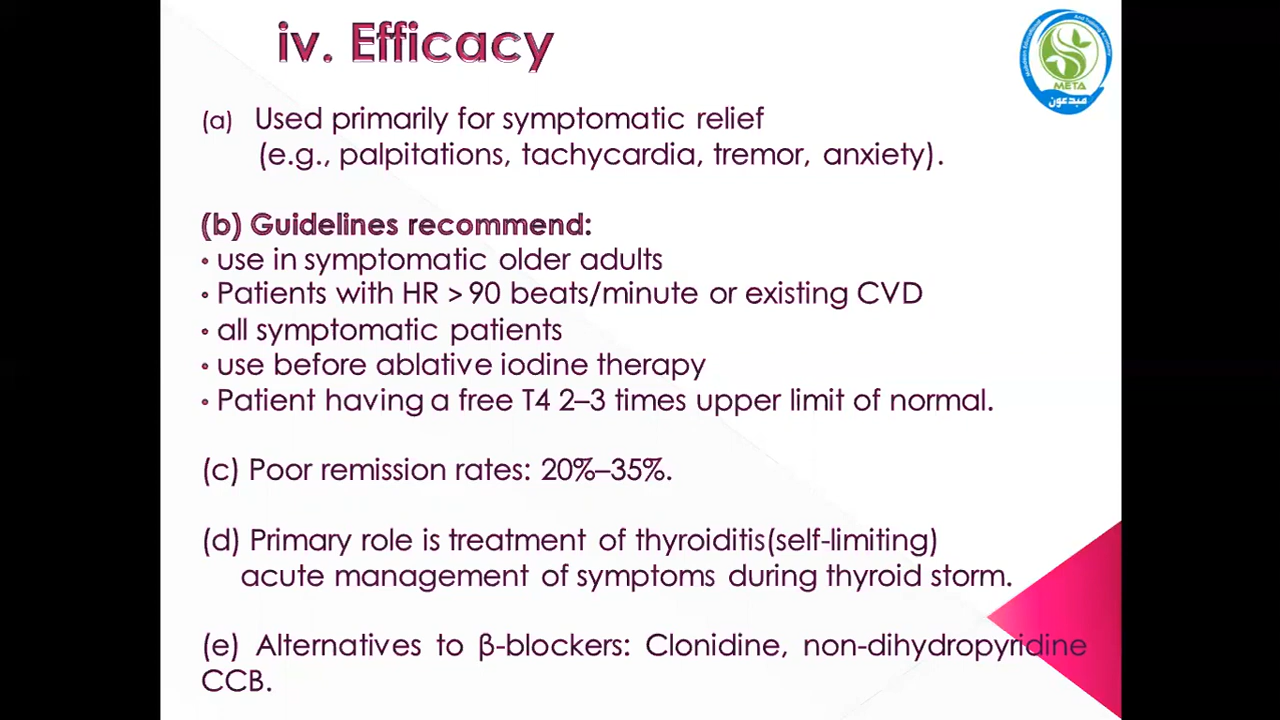 iv. Efficacy
META
مبدعون
(a) Used primarily for symptomatic relief
(e.g., palpitations, tachycardia, tremor, anxiety).
(b) Guidelines recommend:
• use in symptomatic older adults
• Patients with HR > 90 beats/minute or existing CVD
• all symptomatic patients
• use before ablative iodine therapy
• Patient having a free T4 2–3 times upper limit of normal.
(c) Poor remission rates: 20%–35%.
(d) Primary role is treatment of thyroiditis(self-limiting)
acute management of symptoms during thyroid storm.
(e) Alternatives to β-blockers: Clonidine, non-dihydropyridine
CCB.